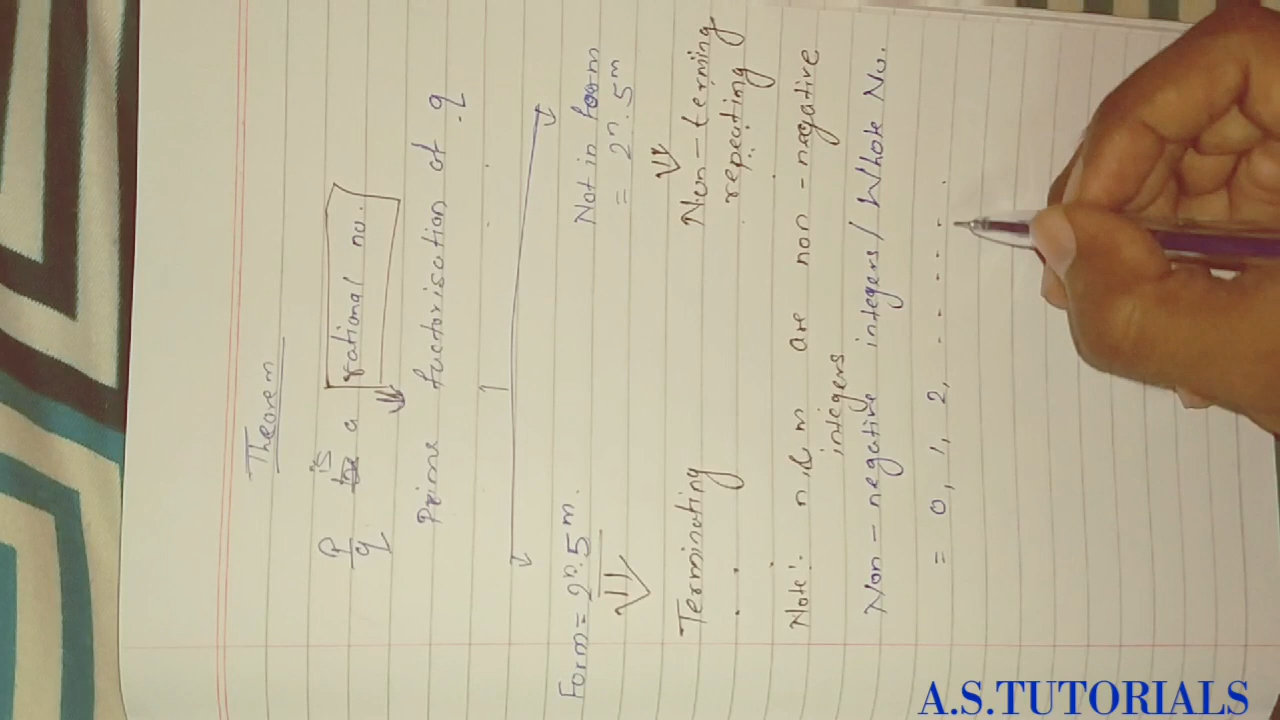 Theorem
p/q is a rational no.
Prime factorisation of q
Form = 2ⁿ.5ᵐ.
Not in form
= 2ⁿ.5ᵐ
Terminating
Non-terming
repeating
Note:. n & m are non-negative
integers
Non-negative integers / Whole No.
= 0, 1, 2, - - - - - -
A.S.TUTORIALS